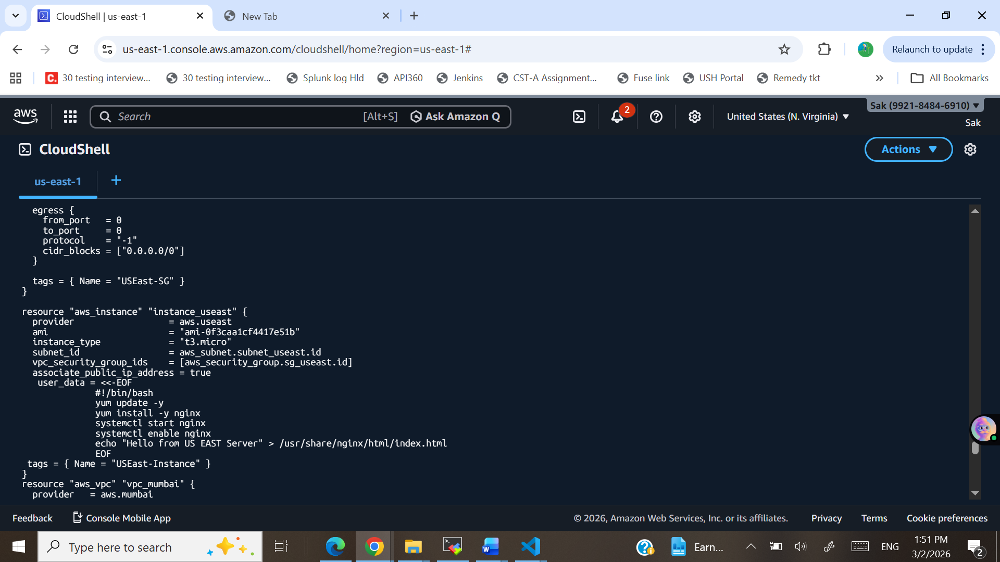 CloudShell | us-east-1
New Tab
us-east-1.console.aws.amazon.com/cloudshell/home?region=us-east-1#
Relaunch to update
30 testing interview...
30 testing interview...
Splunk log Hld
API360
Jenkins
CST-A Assignment...
Fuse link
USH Portal
Remedy tkt
All Bookmarks
aws
Search
[Alt+S]
Ask Amazon Q
2
United States (N. Virginia)
Sak (9921-8484-6910)
Sak
CloudShell
Actions
us-east-1
egress {
from_port   = 0
to_port     = 0
protocol    = "-1"
cidr_blocks = ["0.0.0.0/0"]
}
tags = { Name = "USEast-SG" }
}
resource "aws_instance" "instance_useast" {
provider                  = aws.useast
ami                       = "ami-0f3caa1cf4417e51b"
instance_type             = "t3.micro"
subnet_id                 = aws_subnet.subnet_useast.id
vpc_security_group_ids    = [aws_security_group.sg_useast.id]
associate_public_ip_address = true
user_data = <<-EOF
#!/bin/bash
yum update -y
yum install -y nginx
systemctl start nginx
systemctl enable nginx
echo "Hello from US EAST Server" > /usr/share/nginx/html/index.html
EOF
tags = { Name = "USEast-Instance" }
}
resource "aws_vpc" "vpc_mumbai" {
provider   = aws.mumbai
Feedback
Console Mobile App
© 2026, Amazon Web Services, Inc. or its affiliates.
Privacy
Terms
Cookie preferences
Type here to search
Earn...
ENG
1:51 PM
3/2/2026
2